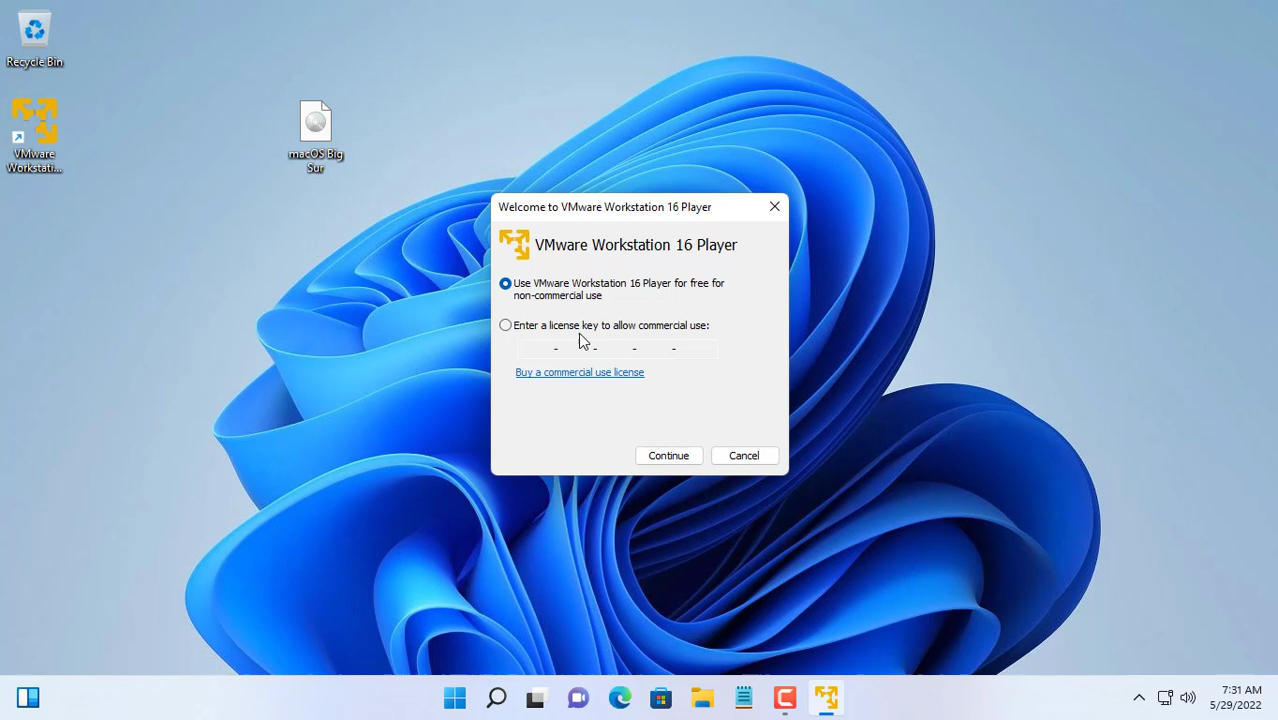 Recycle Bin
VMware
Workstati...
macOS Big
Sur
Welcome to VMware Workstation 16 Player
VMware Workstation 16 Player
Use VMware Workstation 16 Player for free for
non-commercial use
Enter a license key to allow commercial use:
- - - -
Buy a commercial use license
Continue Cancel
7:31 AM
5/29/2022